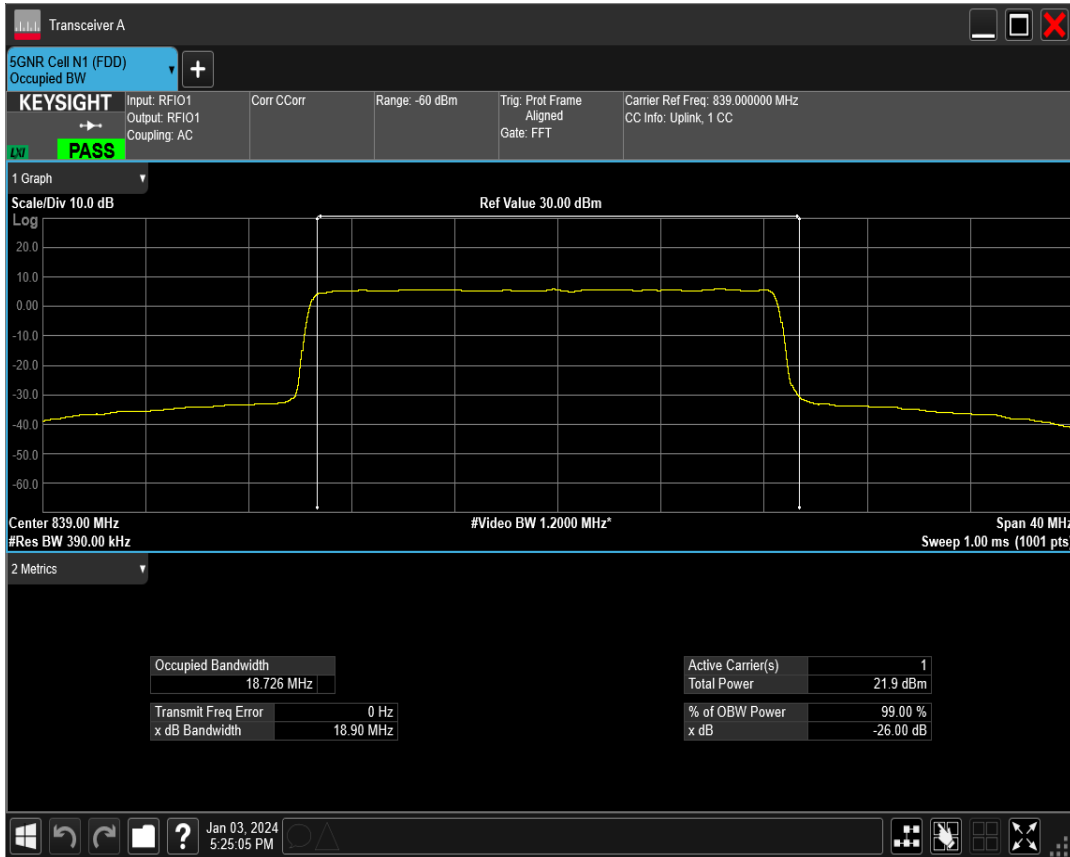 Transceiver A
5GNR Cell N1 (FDD)
Occupied BW
+
KEYSIGHT
LXI
PASS
Input: RFIO1
Output: RFIO1
Coupling: AC
Corr CCorr
Range: -60 dBm
Trig: Prot Frame
Aligned
Gate: FFT
Carrier Ref Freq: 839.000000 MHz
CC Info: Uplink, 1 CC
1 Graph
Scale/Div 10.0 dB
Ref Value 30.00 dBm
Log
20.0
10.0
0.00
-10.0
-20.0
-30.0
-40.0
-50.0
-60.0
Center 839.00 MHz
#Video BW 1.2000 MHz*
Span 40 MHz
#Res BW 390.00 kHz
Sweep 1.00 ms (1001 pts)
2 Metrics
Occupied Bandwidth
18.726 MHz
Transmit Freq Error 0 Hz
x dB Bandwidth 18.90 MHz
Active Carrier(s) 1
Total Power 21.9 dBm
% of OBW Power 99.00 %
x dB -26.00 dB
?
Jan 03, 2024
5:25:05 PM